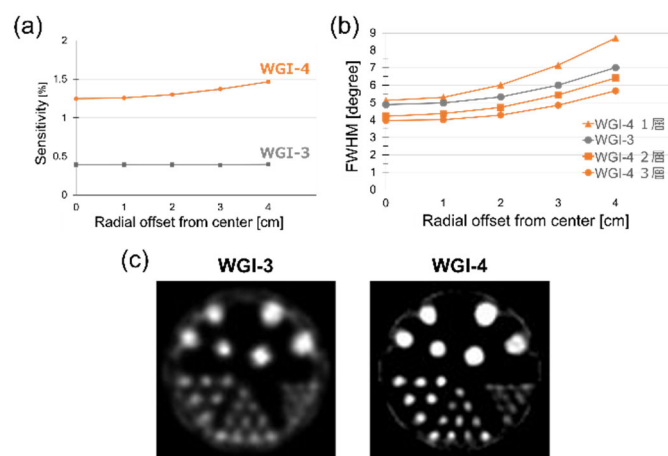 (a)
2
1.5
1
0.5
0
Sensitivity [%]
WGI-4
WGI-3
0 1 2 3 4
Radial offset from center [cm]
(b)
9
8
7
6
5
4
3
2
1
0
FWHM [degree]
WGI-4 1層
WGI-3
WGI-4 2層
WGI-4 3層
0 1 2 3 4
Radial offset from center [cm]
(c)
WGI-3 WGI-4